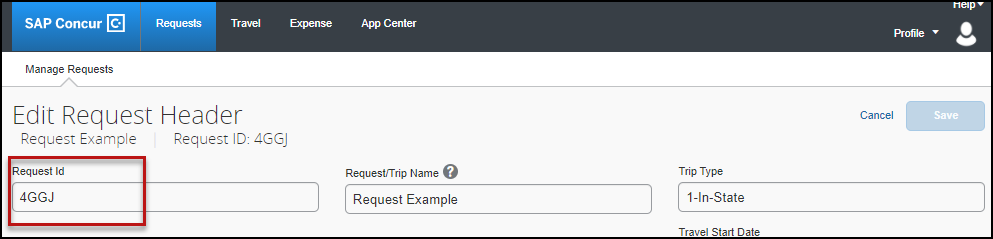 Help
SAP Concur C Requests Travel Expense App Center
Profile
Manage Requests
Edit Request Header
Request Example Request ID: 4GGJ
Cancel Save
Request Id Request/Trip Name ? Trip Type
4GGJ Request Example 1-In-State
Travel Start Date